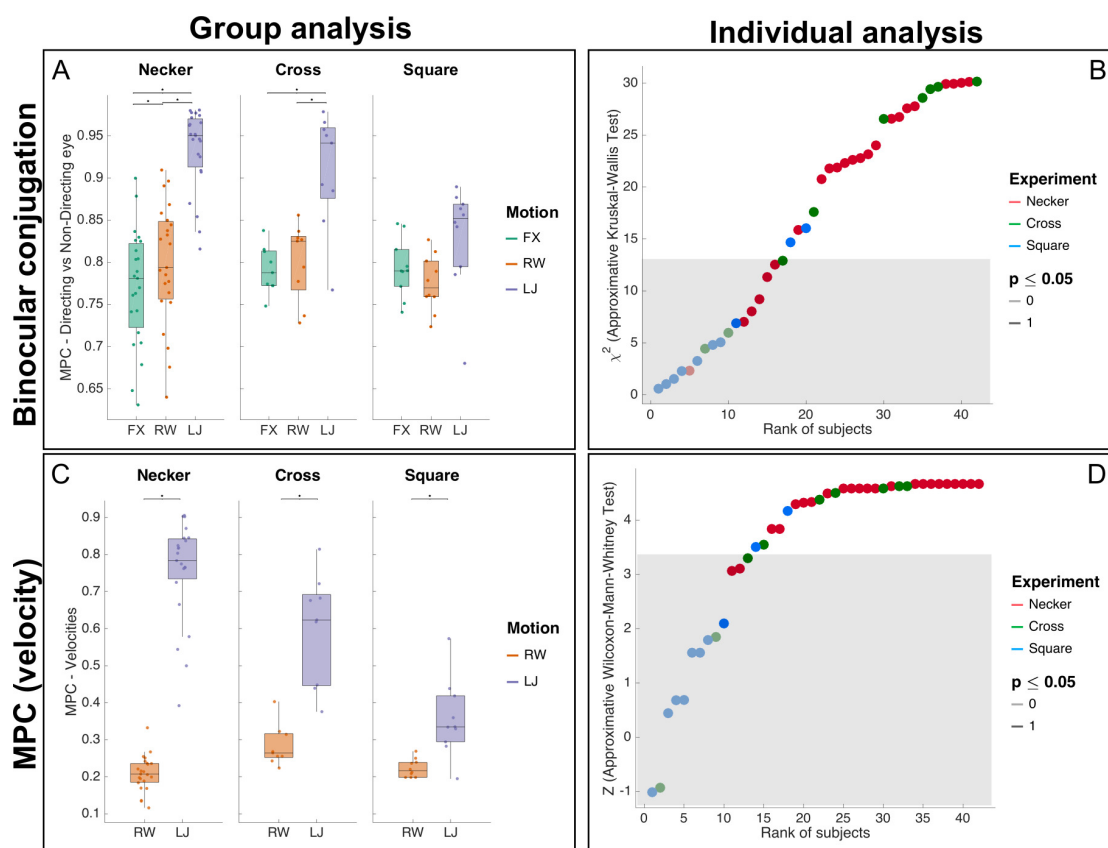 Group analysis
Individual analysis
Binocular conjugation
MPC (velocity)
A
Necker
Cross
Square
MPC - Directing vs Non-Directing eye
0.95
0.9
0.85
0.8
0.75
0.7
0.65
FX RW LJ
FX RW LJ
FX RW LJ
Motion
FX
RW
LJ
B
χ² (Approximative Kruskal-Wallis Test)
30
25
20
15
10
5
0
0 10 20 30 40
Rank of subjects
Experiment
Necker
Cross
Square
p ≤ 0.05
0
1
C
Necker
Cross
Square
MPC - Velocities
0.9
0.8
0.7
0.6
0.5
0.4
0.3
0.2
0.1
RW LJ
RW LJ
RW LJ
Motion
RW
LJ
D
Z (Approximative Wilcoxon-Mann-Whitney Test)
4
3
2
1
0
-1
0 5 10 15 20 25 30 35 40
Rank of subjects
Experiment
Necker
Cross
Square
p ≤ 0.05
0
1